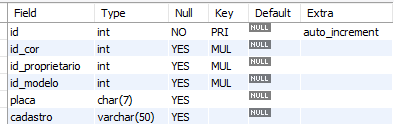 Field Type Null Key Default Extra
id int NO PRI NULL auto_increment
id_cor int YES MUL NULL
id_proprietario int YES MUL NULL
id_modelo int YES MUL NULL
placa char(7) YES NULL
cadastro varchar(50) YES NULL